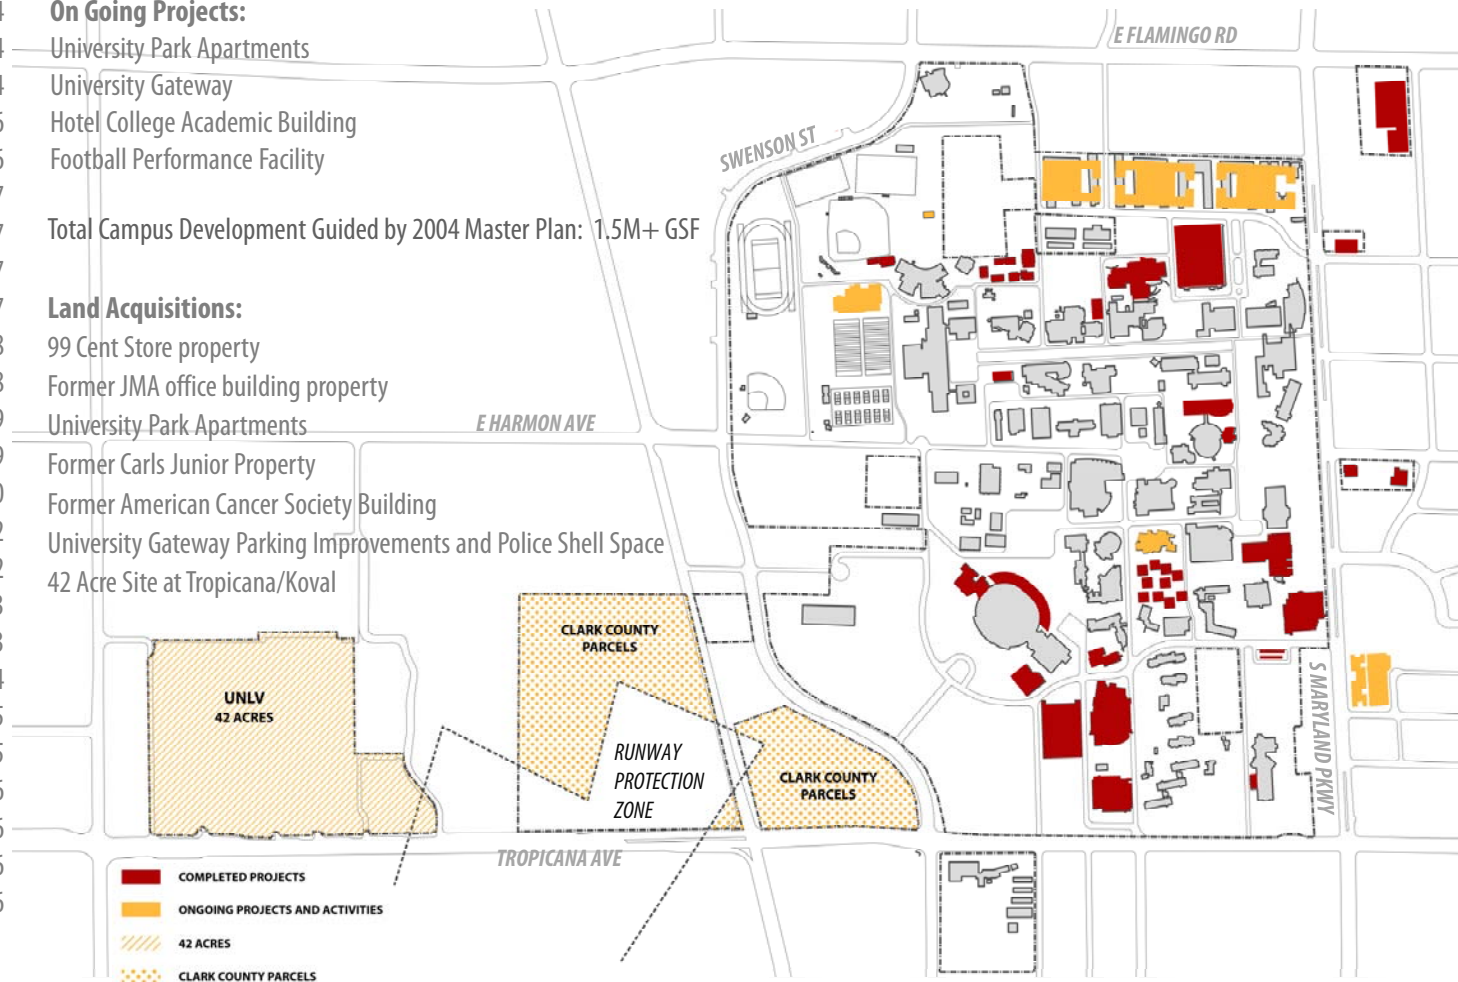 On Going Projects:
University Park Apartments
University Gateway
Hotel College Academic Building
Football Performance Facility
Total Campus Development Guided by 2004 Master Plan: 1.5M+ GSF
Land Acquisitions:
99 Cent Store property
Former JMA office building property
University Park Apartments
Former Carls Junior Property
Former American Cancer Society Building
University Gateway Parking Improvements and Police Shell Space
42 Acre Site at Tropicana/Koval
E FLAMINGO RD
SWENSON ST
E HARMON AVE
CLARK COUNTY
PARCELS
UNLV
42 ACRES
RUNWAY
PROTECTION
ZONE
CLARK COUNTY
PARCELS
S MARYLAND PKWY
TROPICANA AVE
COMPLETED PROJECTS
ONGOING PROJECTS AND ACTIVITIES
42 ACRES
CLARK COUNTY PARCELS